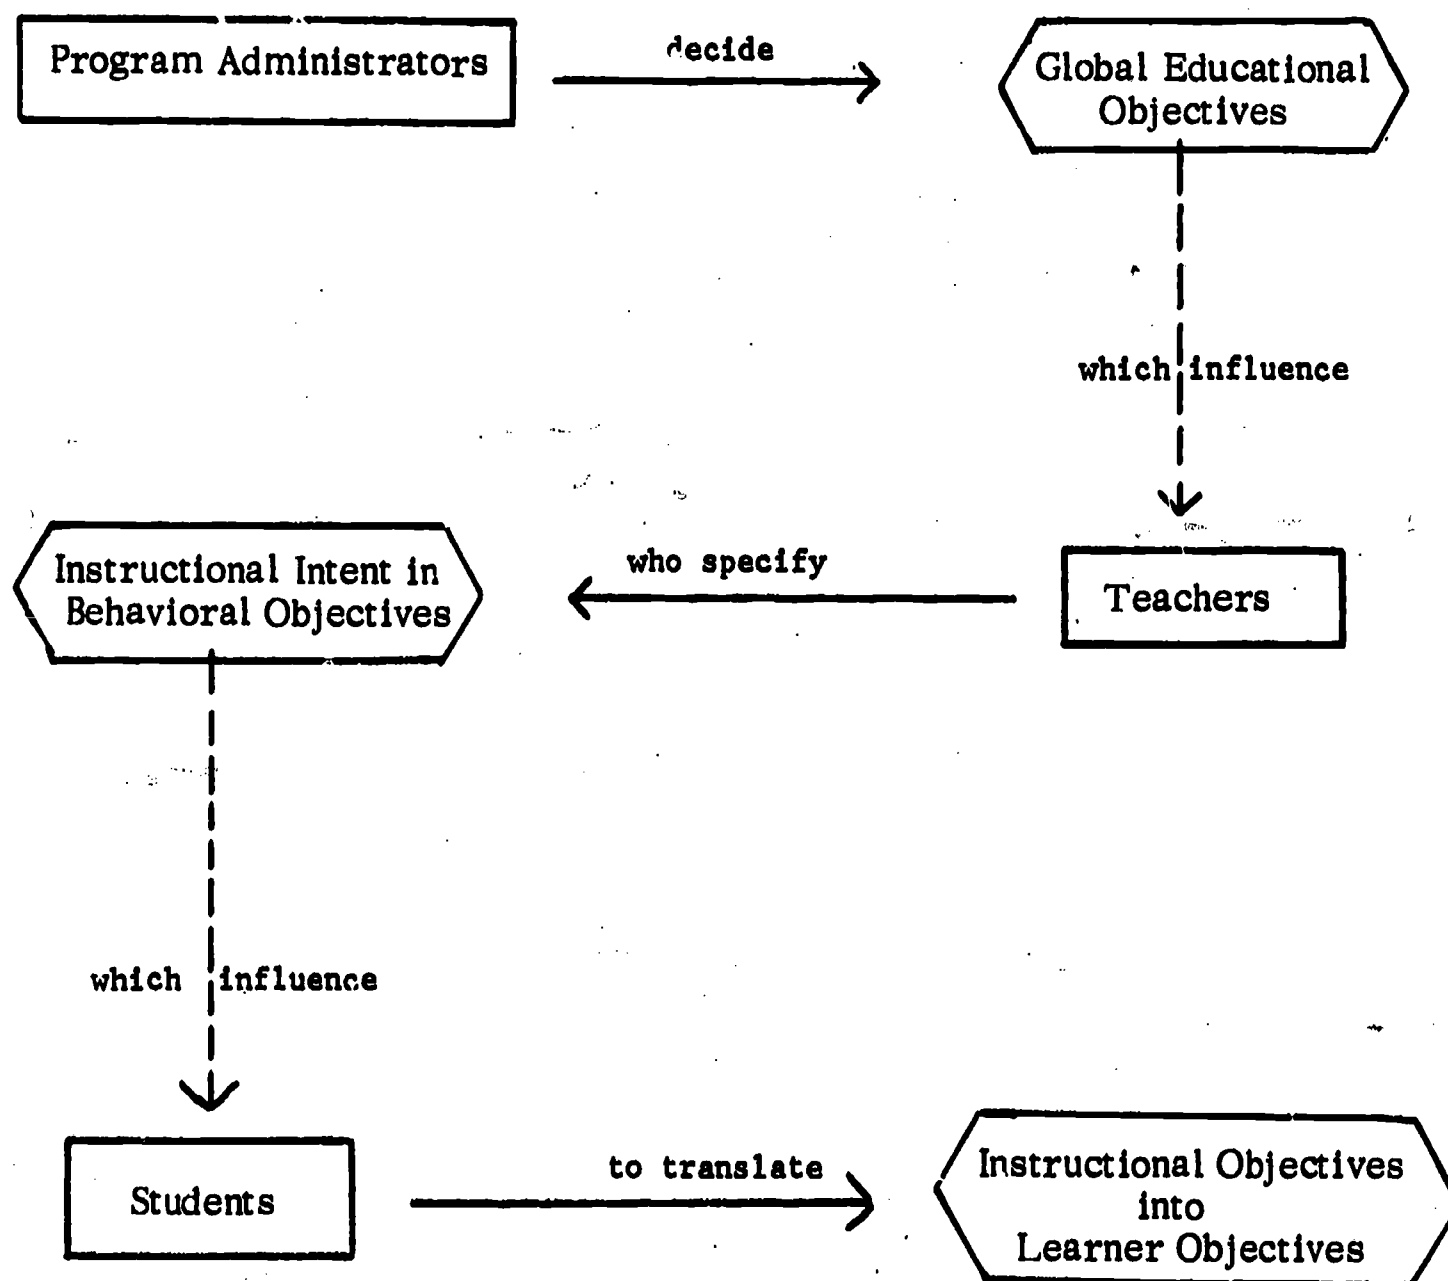 Program Administrators
decide
Global Educational
Objectives
which influence
Teachers
who specify
Instructional Intent in
Behavioral Objectives
which influence
Students
to translate
Instructional Objectives
into
Learner Objectives